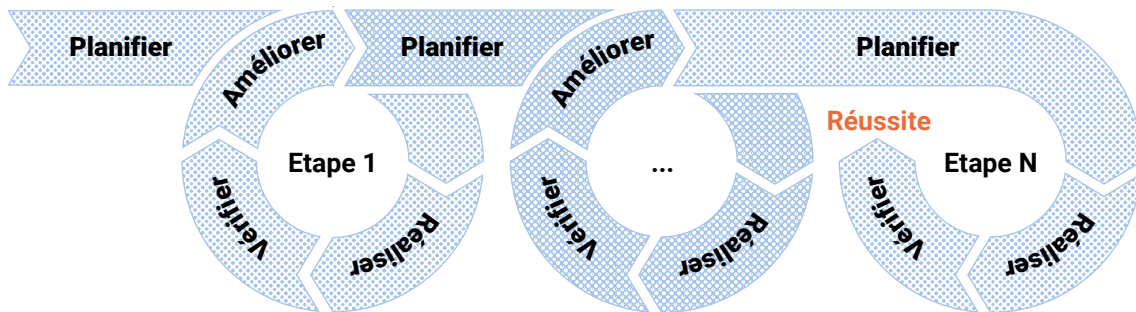 Planifier
Améliorer
Planifier
Améliorer
Planifier
Réussite
Etape 1
...
Etape N
Vérifier
Réaliser
Vérifier
Réaliser
Vérifier
Réaliser